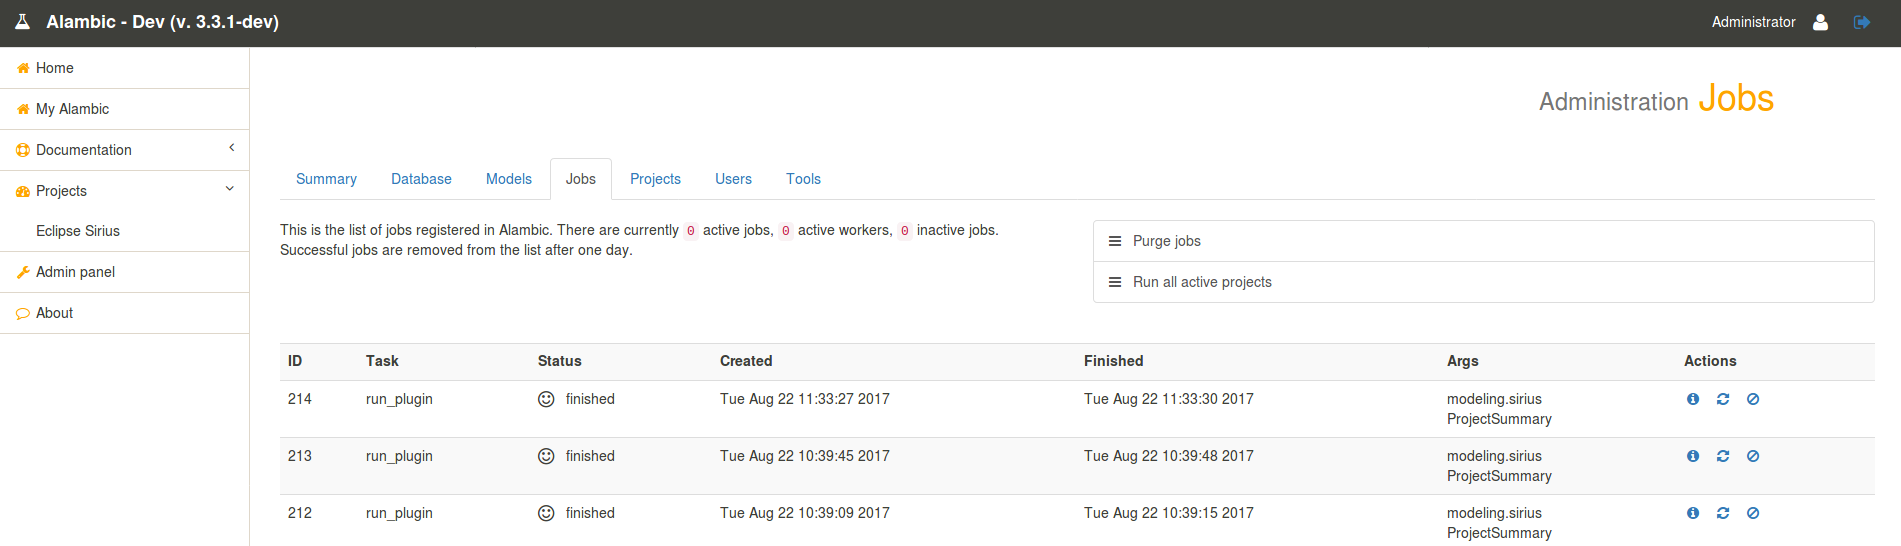 Alambic - Dev (v. 3.3.1-dev)
Administrator
Home
My Alambic
Documentation
Projects
Eclipse Sirius
Admin panel
About
Administration Jobs
Summary Database Models Jobs Projects Users Tools
This is the list of jobs registered in Alambic. There are currently 0 active jobs, 0 active workers, 0 inactive jobs.
Successful jobs are removed from the list after one day.
Purge jobs
Run all active projects
ID Task Status Created Finished Args Actions
214 run_plugin finished Tue Aug 22 11:33:27 2017 Tue Aug 22 11:33:30 2017 modeling.sirius
ProjectSummary
213 run_plugin finished Tue Aug 22 10:39:45 2017 Tue Aug 22 10:39:48 2017 modeling.sirius
ProjectSummary
212 run_plugin finished Tue Aug 22 10:39:09 2017 Tue Aug 22 10:39:15 2017 modeling.sirius
ProjectSummary